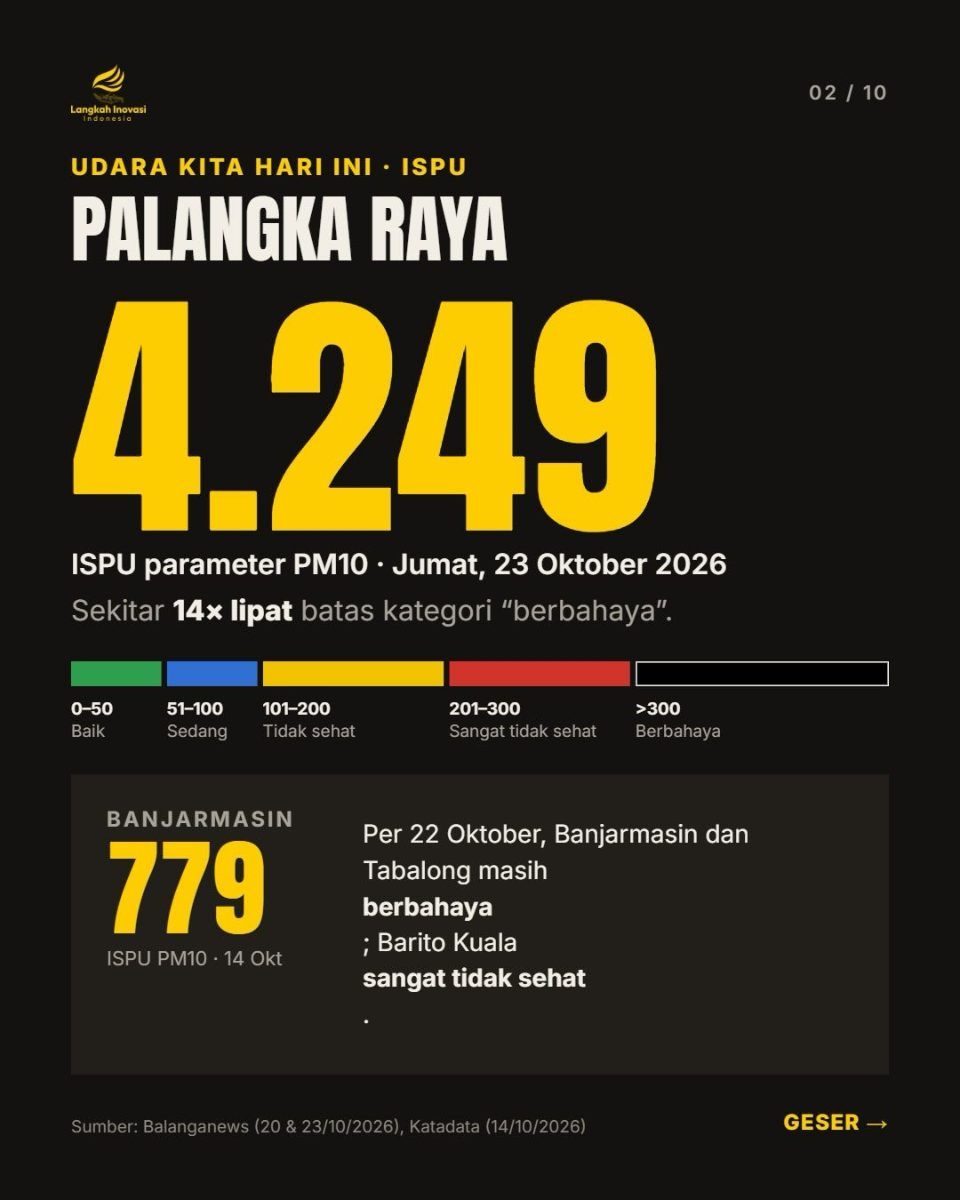 Langkah Inovasi
Indonesia
02 / 10
UDARA KITA HARI INI · ISPU
PALANGKA RAYA
4.249
ISPU parameter PM10 · Jumat, 23 Oktober 2026
Sekitar 14× lipat batas kategori “berbahaya”.
0–50
Baik
51–100
Sedang
101–200
Tidak sehat
201–300
Sangat tidak sehat
>300
Berbahaya
BANJARMASIN
779
ISPU PM10 · 14 Okt
Per 22 Oktober, Banjarmasin dan
Tabalong masih
berbahaya
; Barito Kuala
sangat tidak sehat
.
Sumber: Balanganews (20 & 23/10/2026), Katadata (14/10/2026)
GESER →